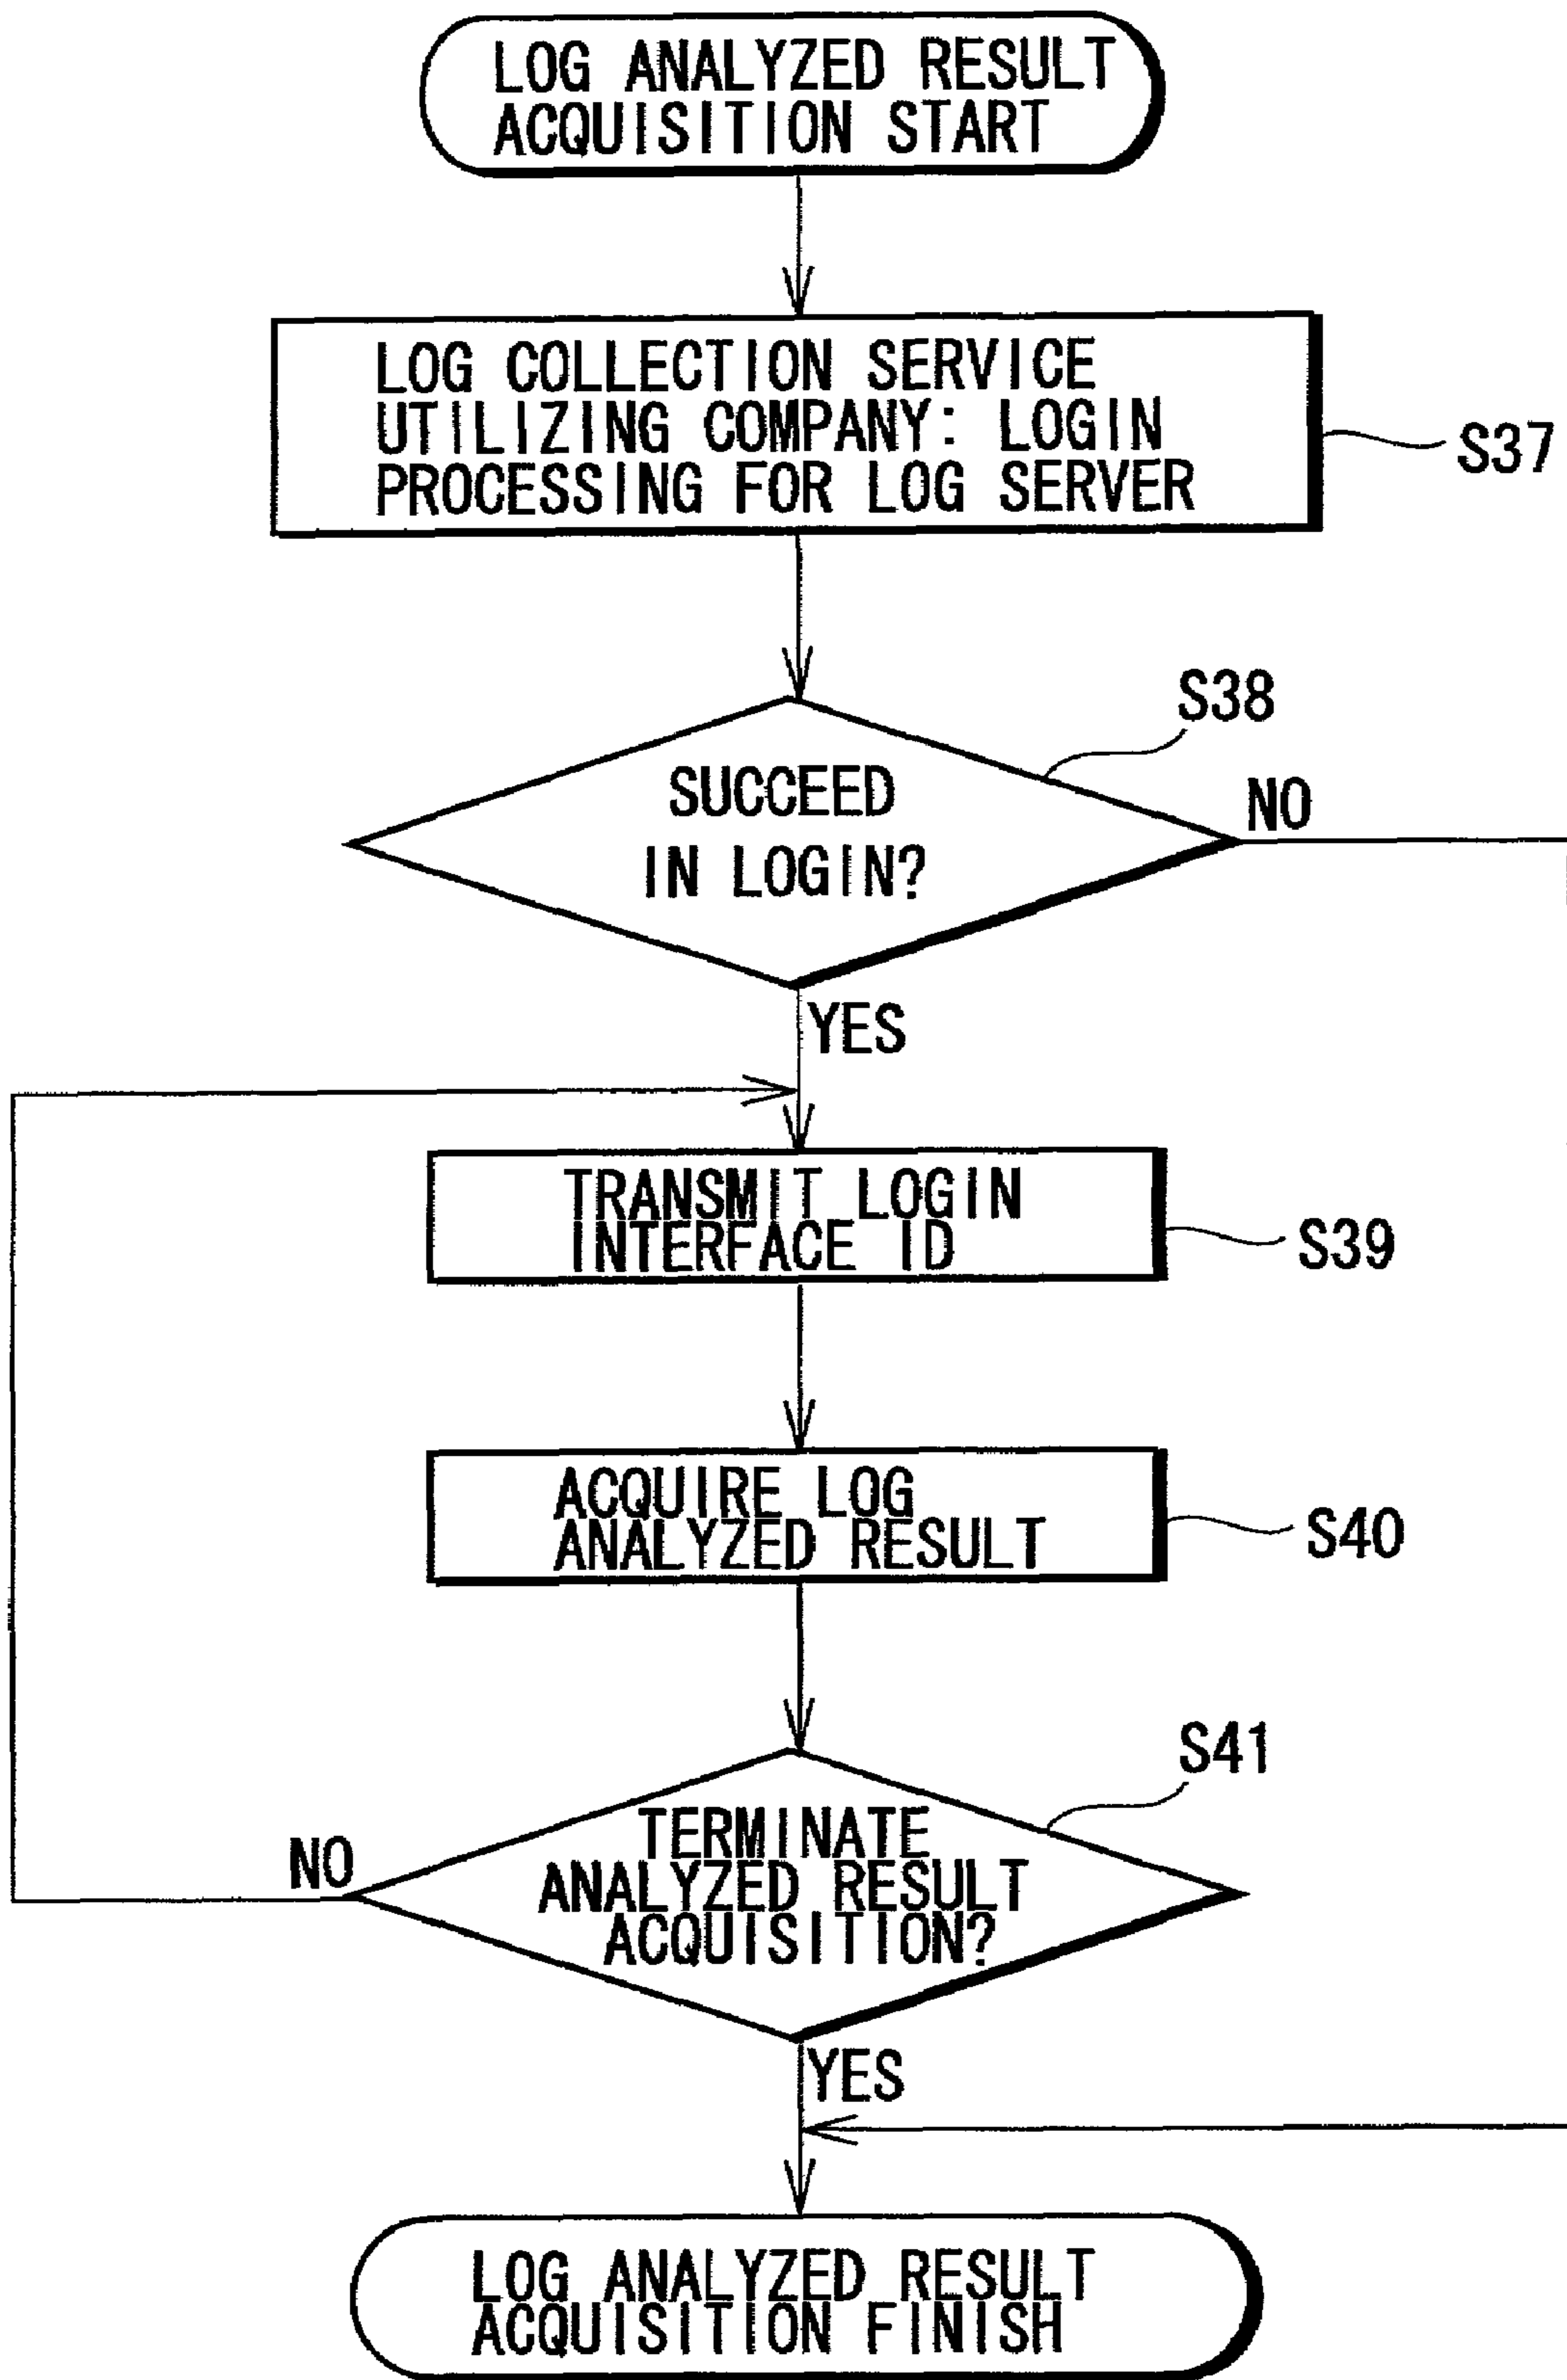 LOG ANALYZED RESULT
ACQUISITION START
LOG COLLECTION SERVICE
UTILIZING COMPANY: LOGIN
PROCESSING FOR LOG SERVER
S37
S38
SUCCEED
IN LOGIN?
NO
YES
TRANSMIT LOGIN
INTERFACE ID
S39
ACQUIRE LOG
ANALYZED RESULT
S40
S41
TERMINATE
ANALYZED RESULT
ACQUISITION?
NO
YES
LOG ANALYZED RESULT
ACQUISITION FINISH